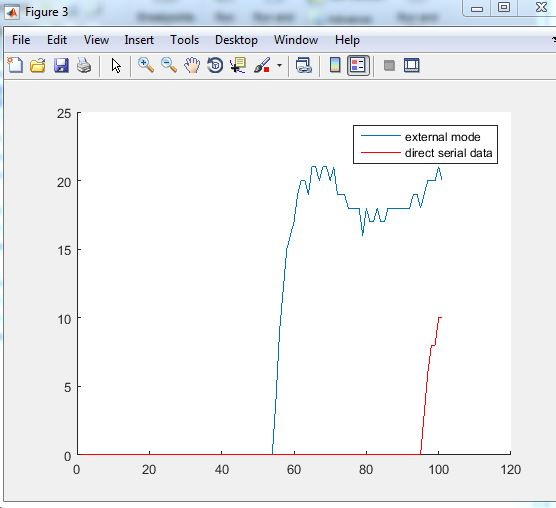 Figure 3
File Edit View Insert Tools Desktop Window Help
25
external mode
direct serial data
20
15
10
5
0
0 20 40 60 80 100 120